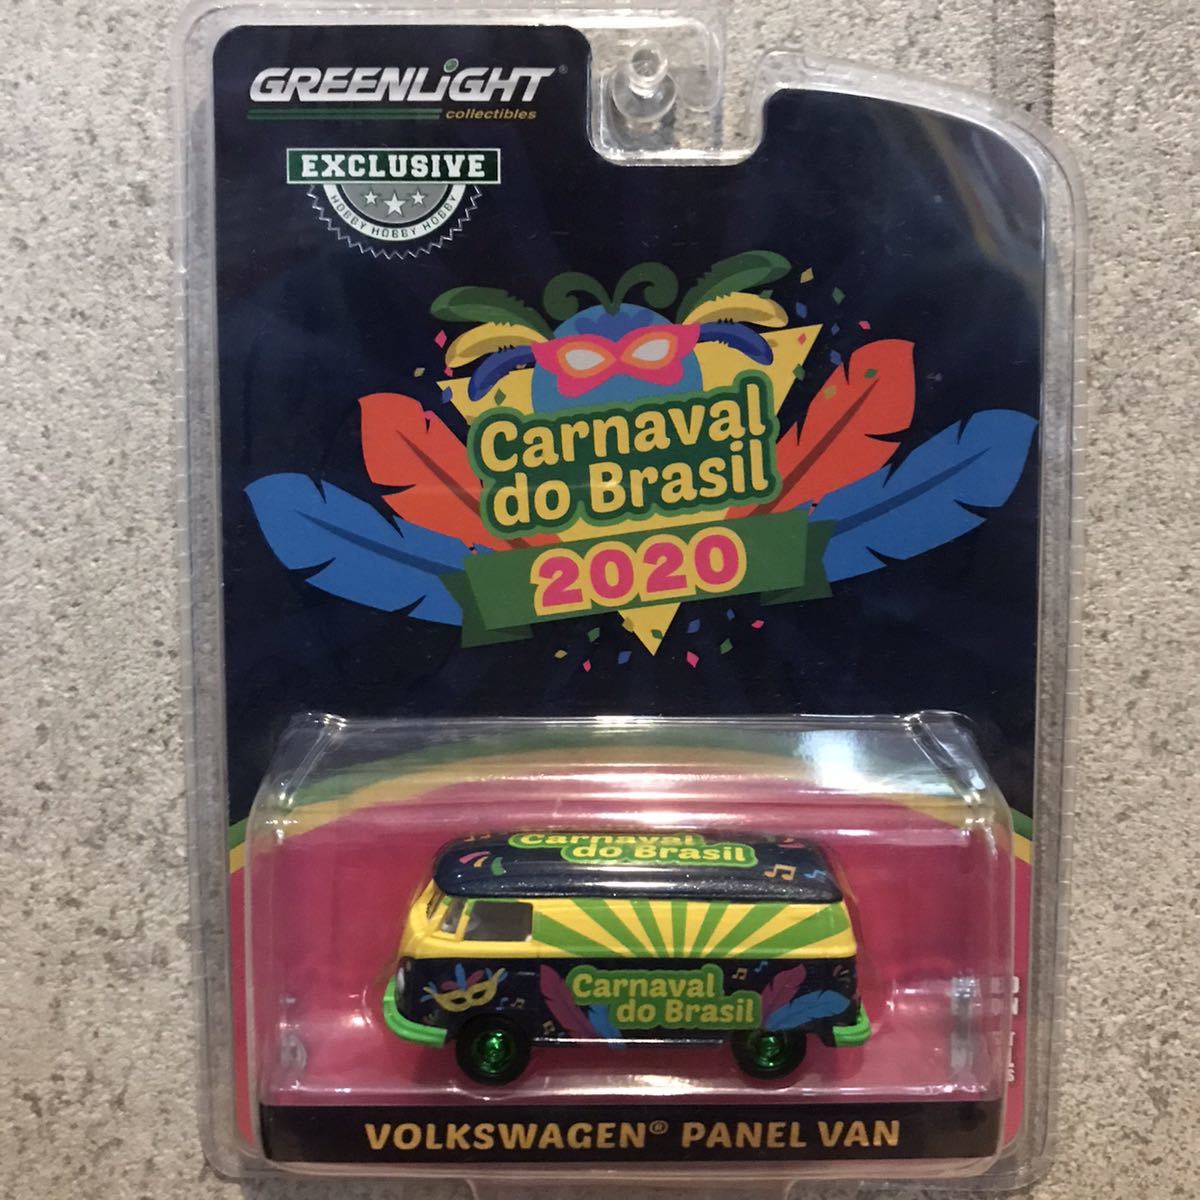 GREENLiGHT®
collectibles
EXCLUSIVE
HOBBY HOBBY HOBBY
Carnaval
do Brasil
2020
Carnaval
do Brasil
Carnaval
do Brasil
VOLKSWAGEN® PANEL VAN